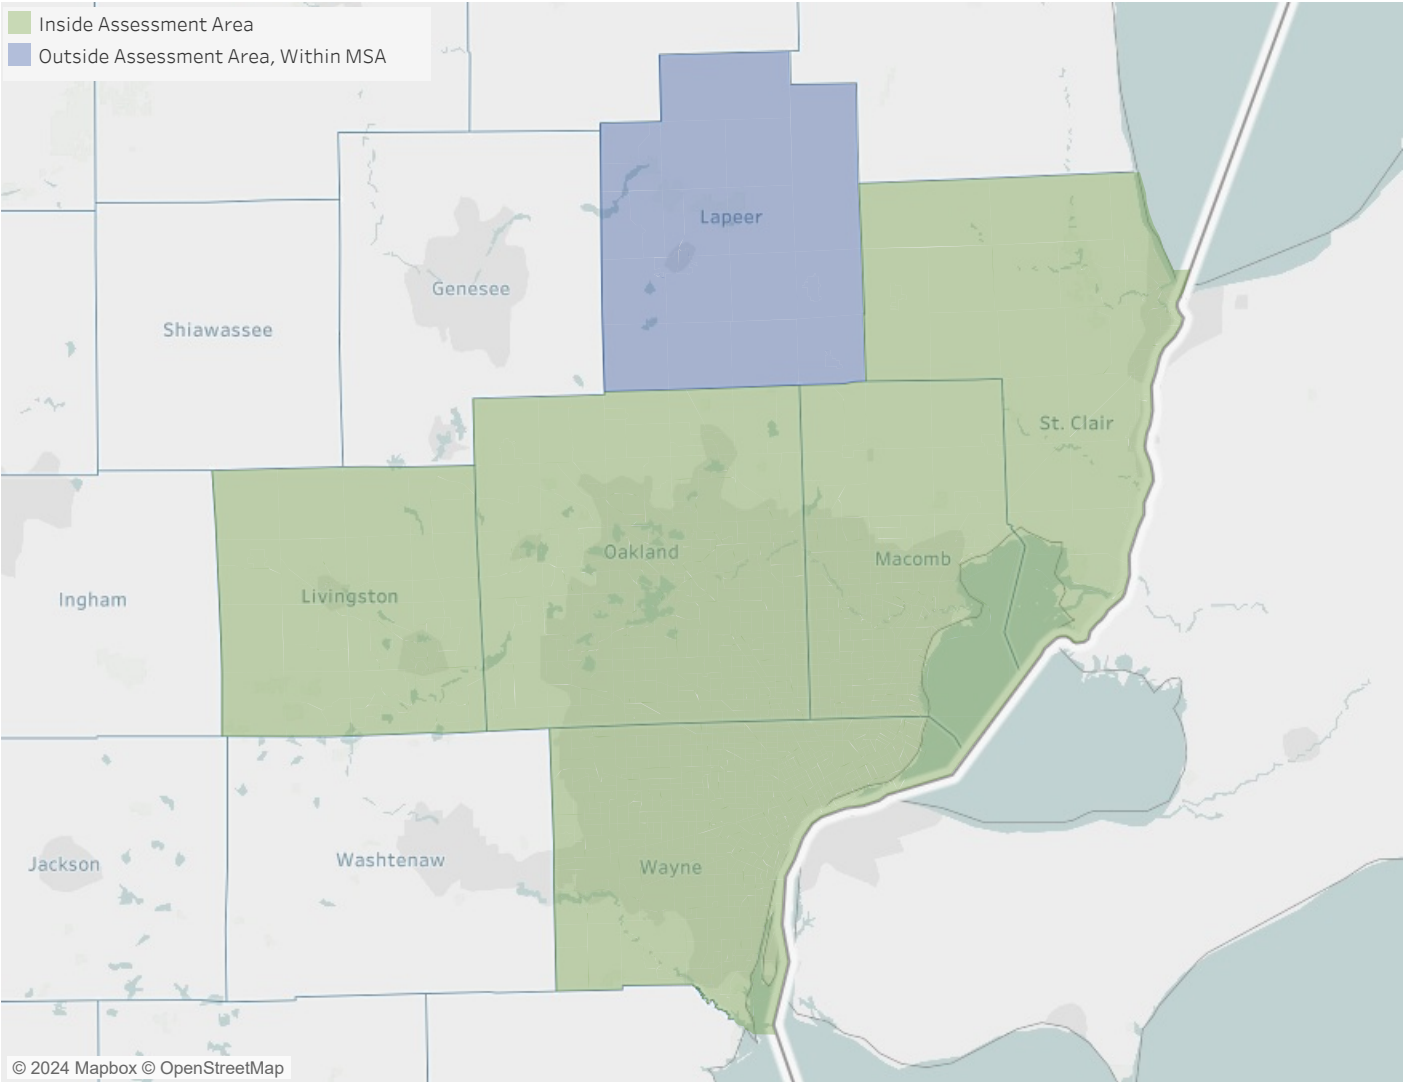 Inside Assessment Area
Outside Assessment Area, Within MSA
Lapeer
Genesee
Shiawassee
St. Clair
Oakland
Macomb
Livingston
Ingham
Jackson
Washtenaw
Wayne
© 2024 Mapbox © OpenStreetMap